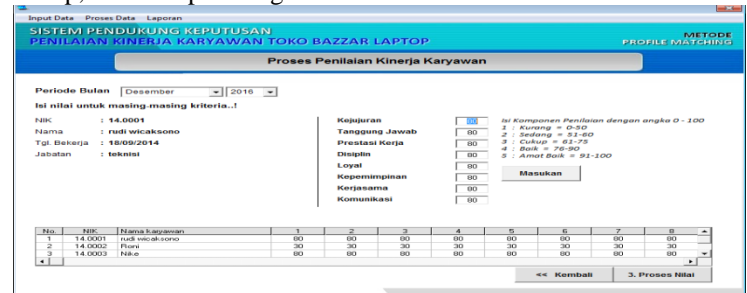 Input Data Proses Data Laporan
SISTEM PENDUKUNG KEPUTUSAN
PENILAIAN KINERJA KARYAWAN TOKO BAZZAR LAPTOP
METODE
PROFILE MATCHING
Proses Penilaian Kinerja Karyawan
Periode Bulan Desember 2016
Isi nilai untuk masing-masing kriteria..!
NIK : 14.0001
Nama : rudi wicaksono
Tgl. Bekerja : 18/09/2014
Jabatan : teknisi
Kejujuran 80
Tanggung Jawab 80
Prestasi Kerja 80
Disiplin 80
Loyal 80
Kepemimpinan 80
Kerjasama 80
Komunikasi 80
Isi Komponen Penilaian dengan angka 0 - 100
1 : Kurang = 0-50
2 : Sedang = 51-60
3 : Cukup = 61-75
4 : Baik = 76-90
5 : Amat Baik = 91-100
Masukan
No. NIK Nama karyawan 1 2 3 4 5 6 7 8
1 14.0001 rudi wicaksono 80 80 80 80 80 80 80 80
2 14.0002 Roni 30 30 30 30 30 30 30 30
3 14.0003 Nike 80 80 80 80 80 80 80 80
<< Kembali 3. Proses Nilai